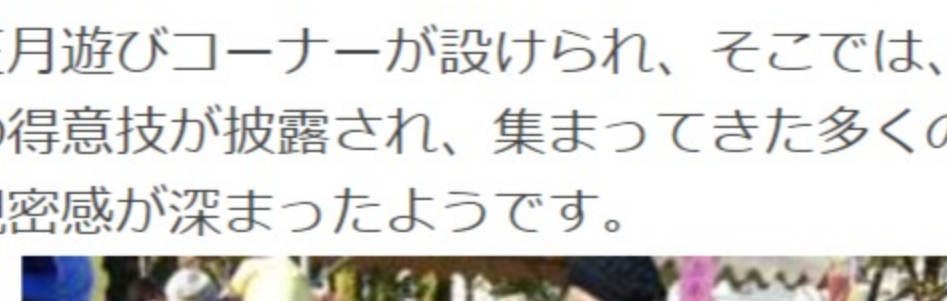 月遊びコーナーが設けられ、そこでは、
の得意技が披露され、集まってきた多くの
密感が深まったようです。